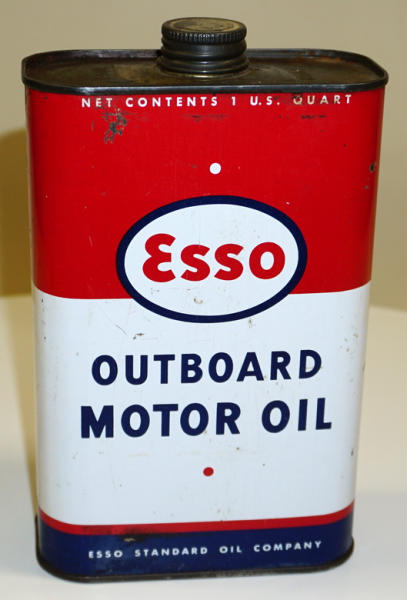 NET CONTENTS 1 U.S. QUART
Esso
OUTBOARD
MOTOR OIL
ESSO STANDARD OIL COMPANY